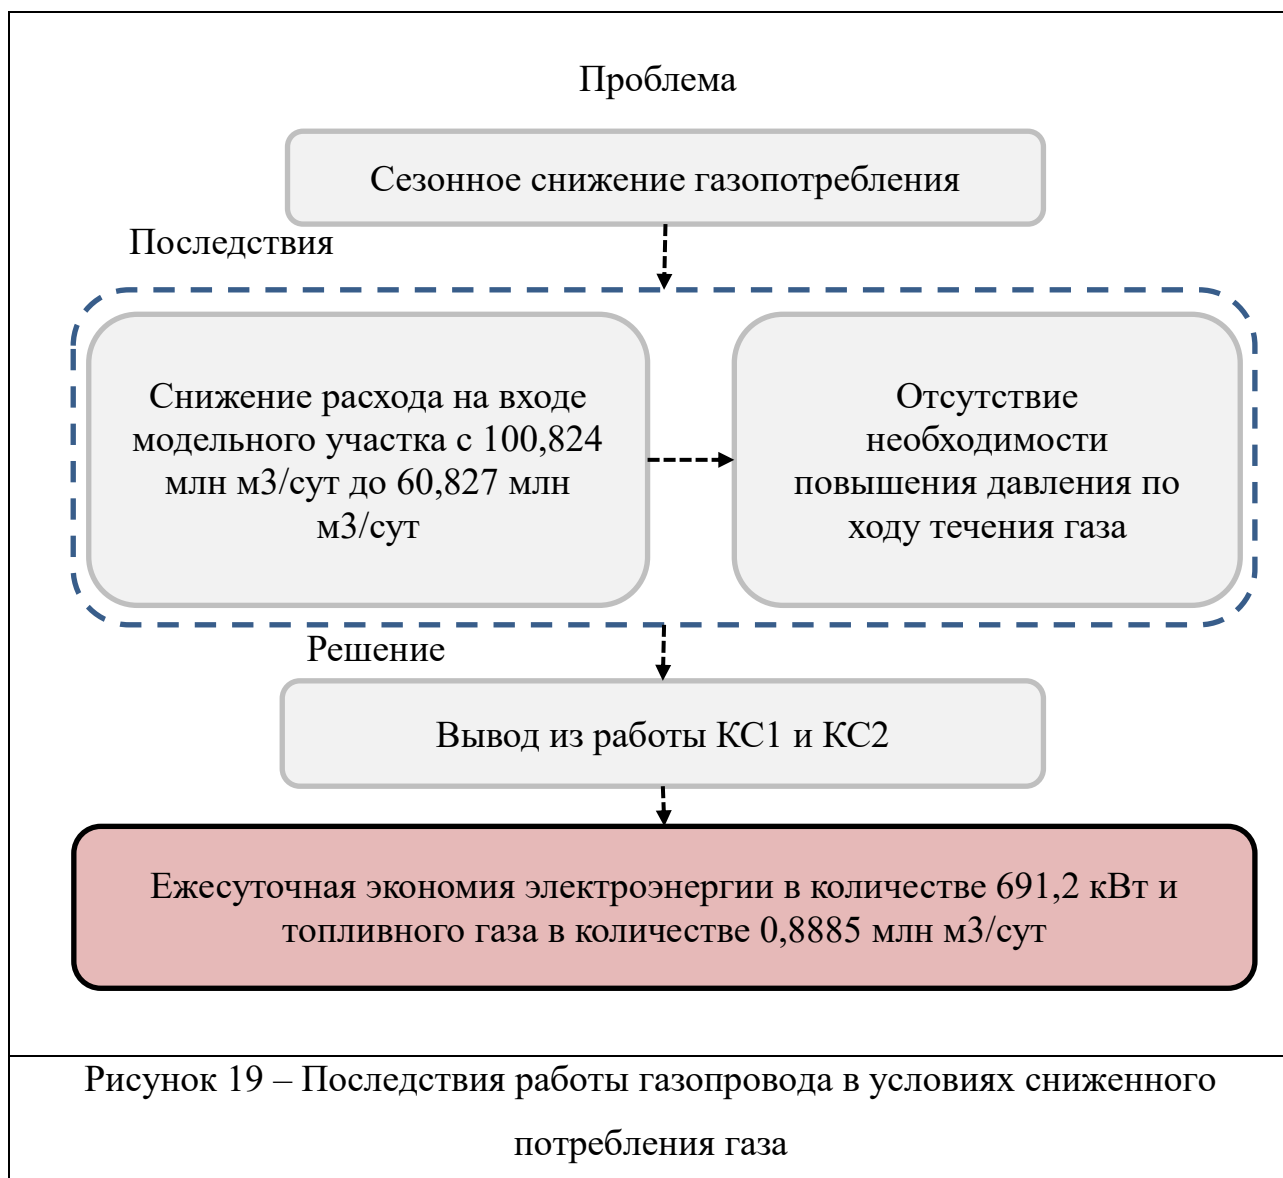 Проблема
Сезонное снижение газопотребления
Последствия
Снижение расхода на входе
модельного участка с 100,824
млн м3/сут до 60,827 млн
м3/сут
Отсутствие
необходимости
повышения давления по
ходу течения газа
Решение
Вывод из работы КС1 и КС2
Ежесуточная экономия электроэнергии в количестве 691,2 кВт и
топливного газа в количестве 0,8885 млн м3/сут
Рисунок 19 – Последствия работы газопровода в условиях сниженного
потребления газа